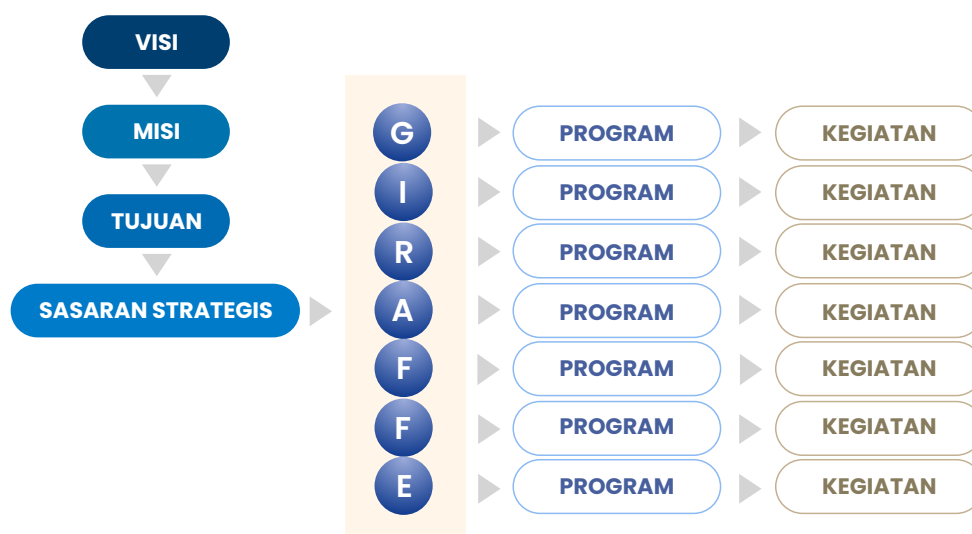 VISI
MISI
TUJUAN
SASARAN STRATEGIS
G PROGRAM KEGIATAN
I PROGRAM KEGIATAN
R PROGRAM KEGIATAN
A PROGRAM KEGIATAN
F PROGRAM KEGIATAN
F PROGRAM KEGIATAN
E PROGRAM KEGIATAN